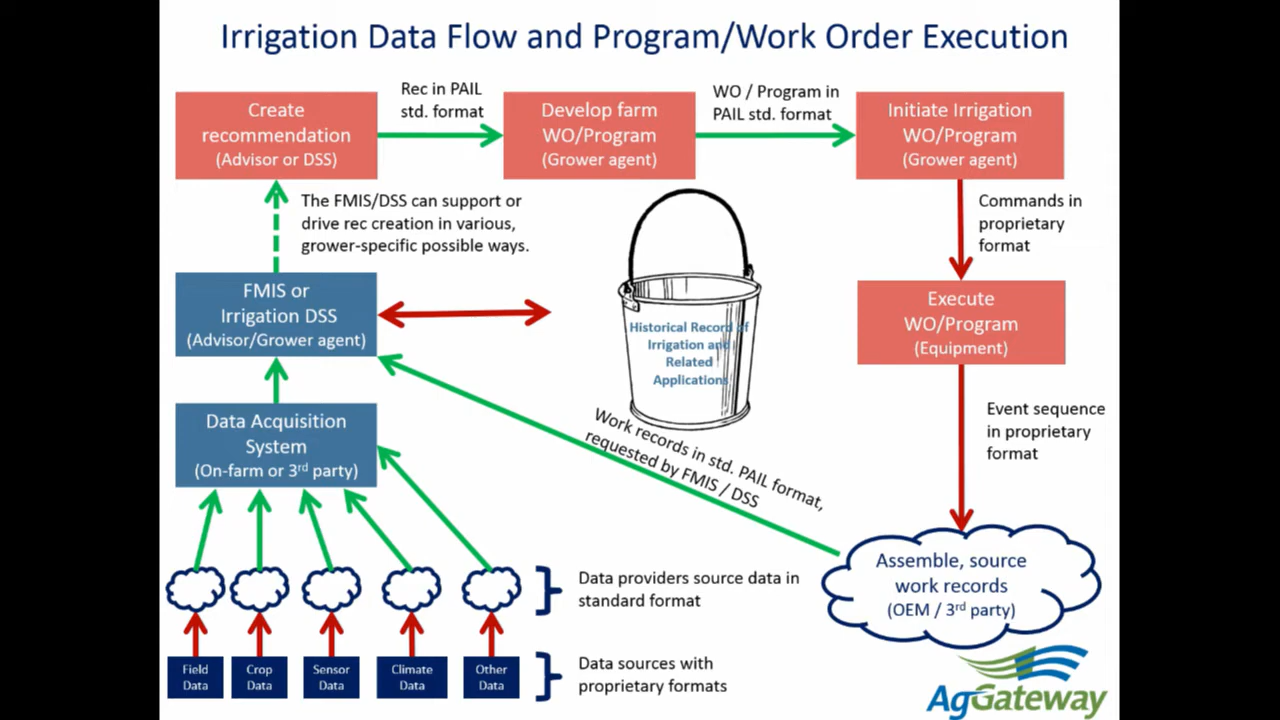 Irrigation Data Flow and Program/Work Order Execution
Create
recommendation
(Advisor or DSS)
Rec in PAIL
std. format
Develop farm
WO/Program
(Grower agent)
WO / Program in
PAIL std. format
Initiate Irrigation
WO/Program
(Grower agent)
The FMIS/DSS can support or
drive rec creation in various,
grower-specific possible ways.
Commands in
proprietary
format
FMIS or
Irrigation DSS
(Advisor/Grower agent)
Historical Record of
Irrigation and
Related
Applications
Execute
WO/Program
(Equipment)
Data Acquisition
System
(On-farm or 3rd party)
Work records in std. PAIL format,
requested by FMIS / DSS
Event sequence
in proprietary
format
Assemble, source
work records
(OEM / 3rd party)
Data providers source data in
standard format
Field
Data
Crop
Data
Sensor
Data
Climate
Data
Other
Data
Data sources with
proprietary formats
AgGateway